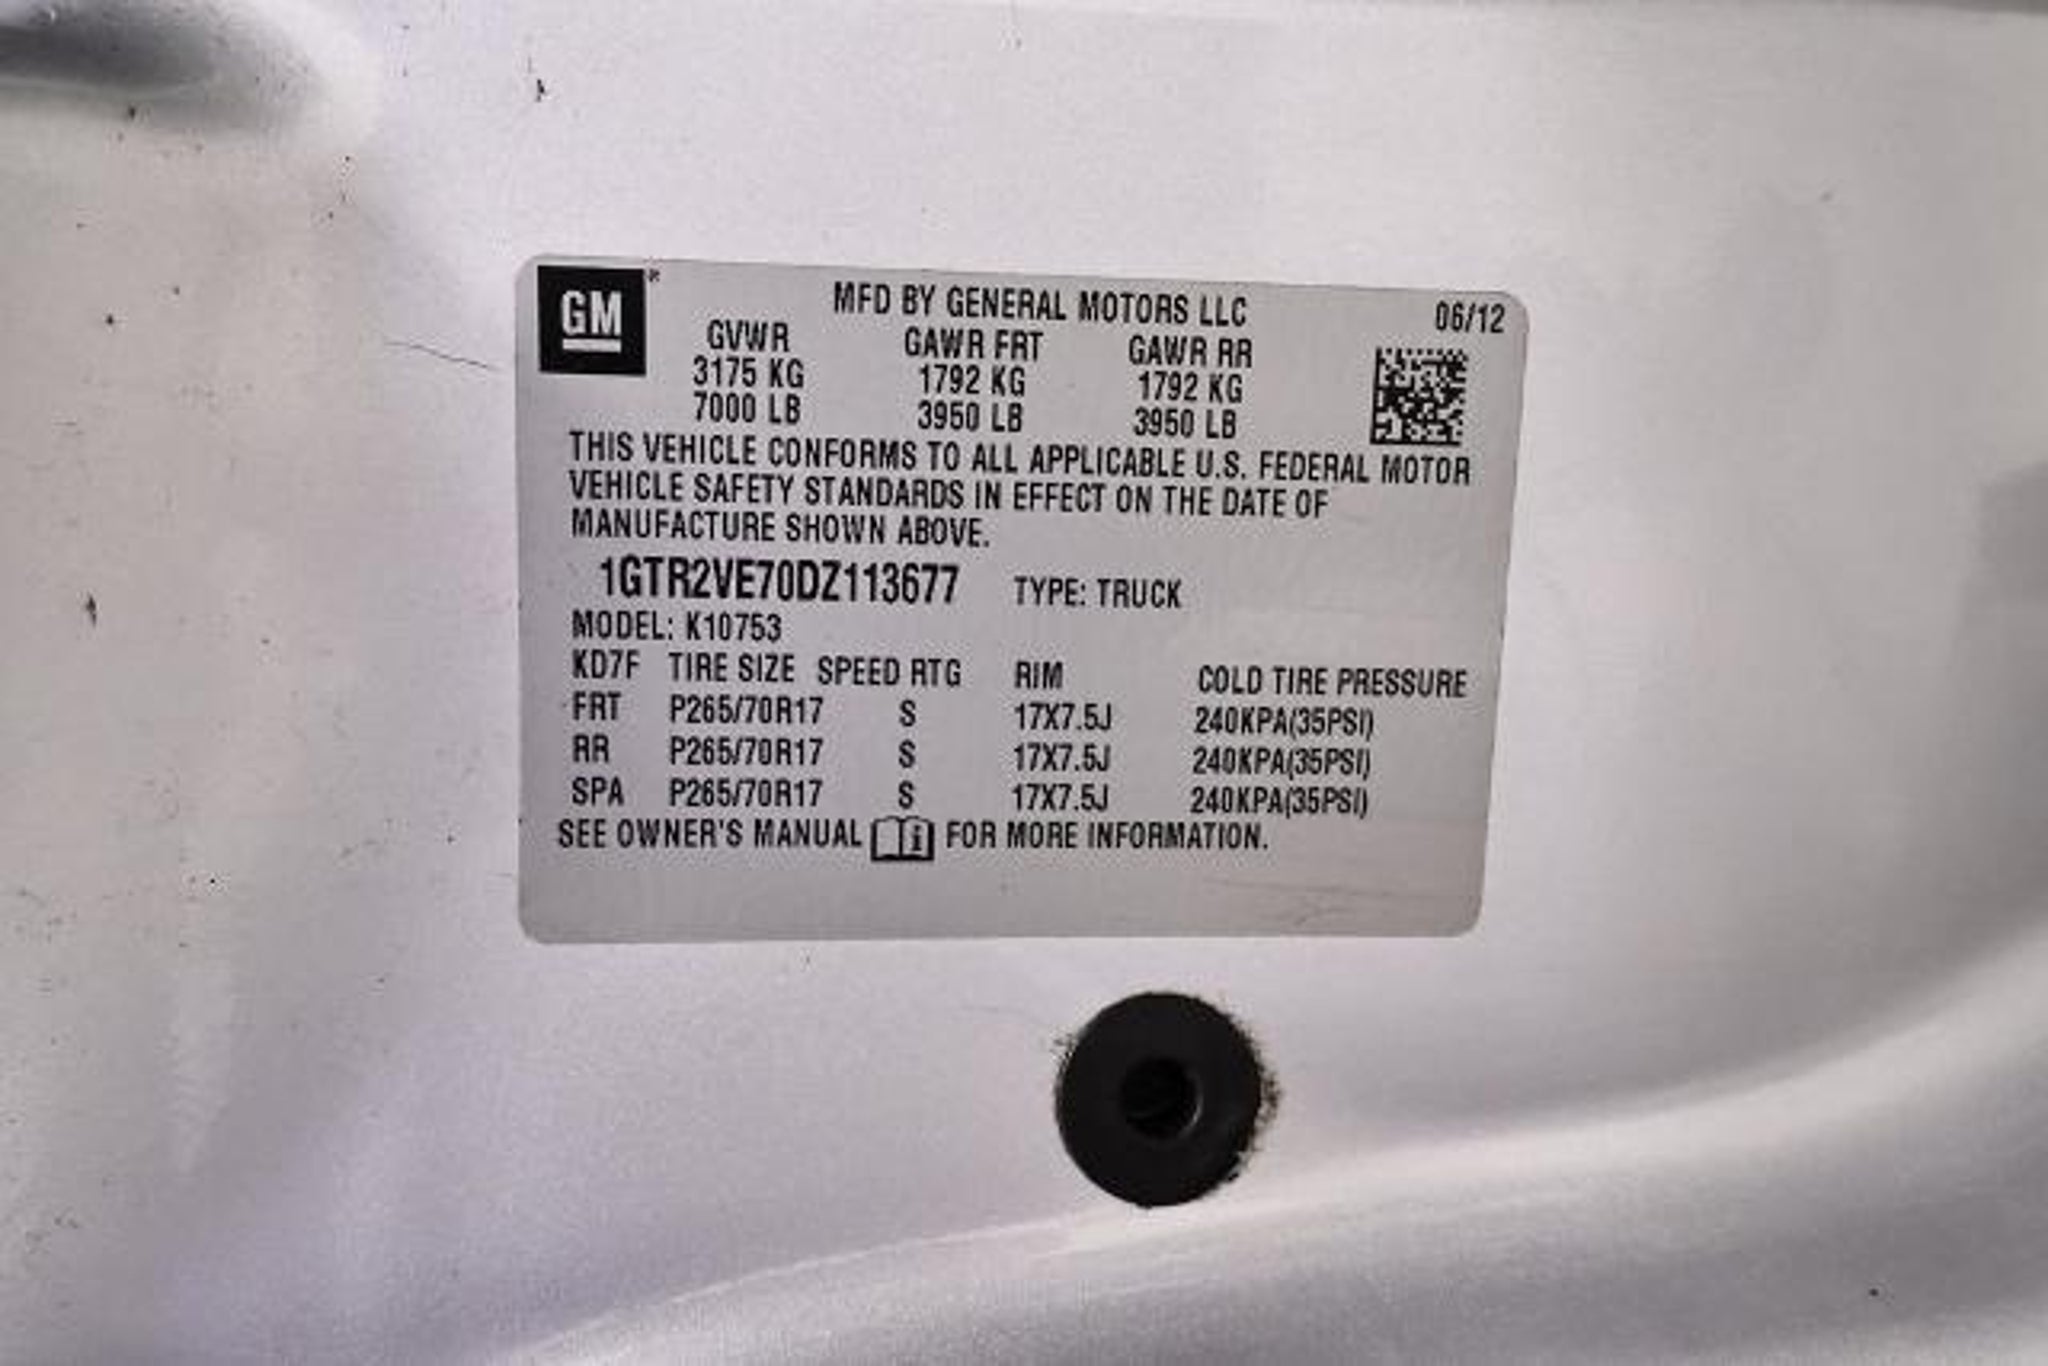 GM
MFD BY GENERAL MOTORS LLC 06/12
GVWR GAWR FRT GAWR RR
3175 KG 1792 KG 1792 KG
7000 LB 3950 LB 3950 LB
THIS VEHICLE CONFORMS TO ALL APPLICABLE U.S. FEDERAL MOTOR
VEHICLE SAFETY STANDARDS IN EFFECT ON THE DATE OF
MANUFACTURE SHOWN ABOVE.
1GTR2VE70DZ113677 TYPE: TRUCK
MODEL: K10753
KD7F TIRE SIZE SPEED RTG RIM COLD TIRE PRESSURE
FRT P265/70R17 S 17X7.5J 240KPA(35PSI)
RR P265/70R17 S 17X7.5J 240KPA(35PSI)
SPA P265/70R17 S 17X7.5J 240KPA(35PSI)
SEE OWNER'S MANUAL i FOR MORE INFORMATION.